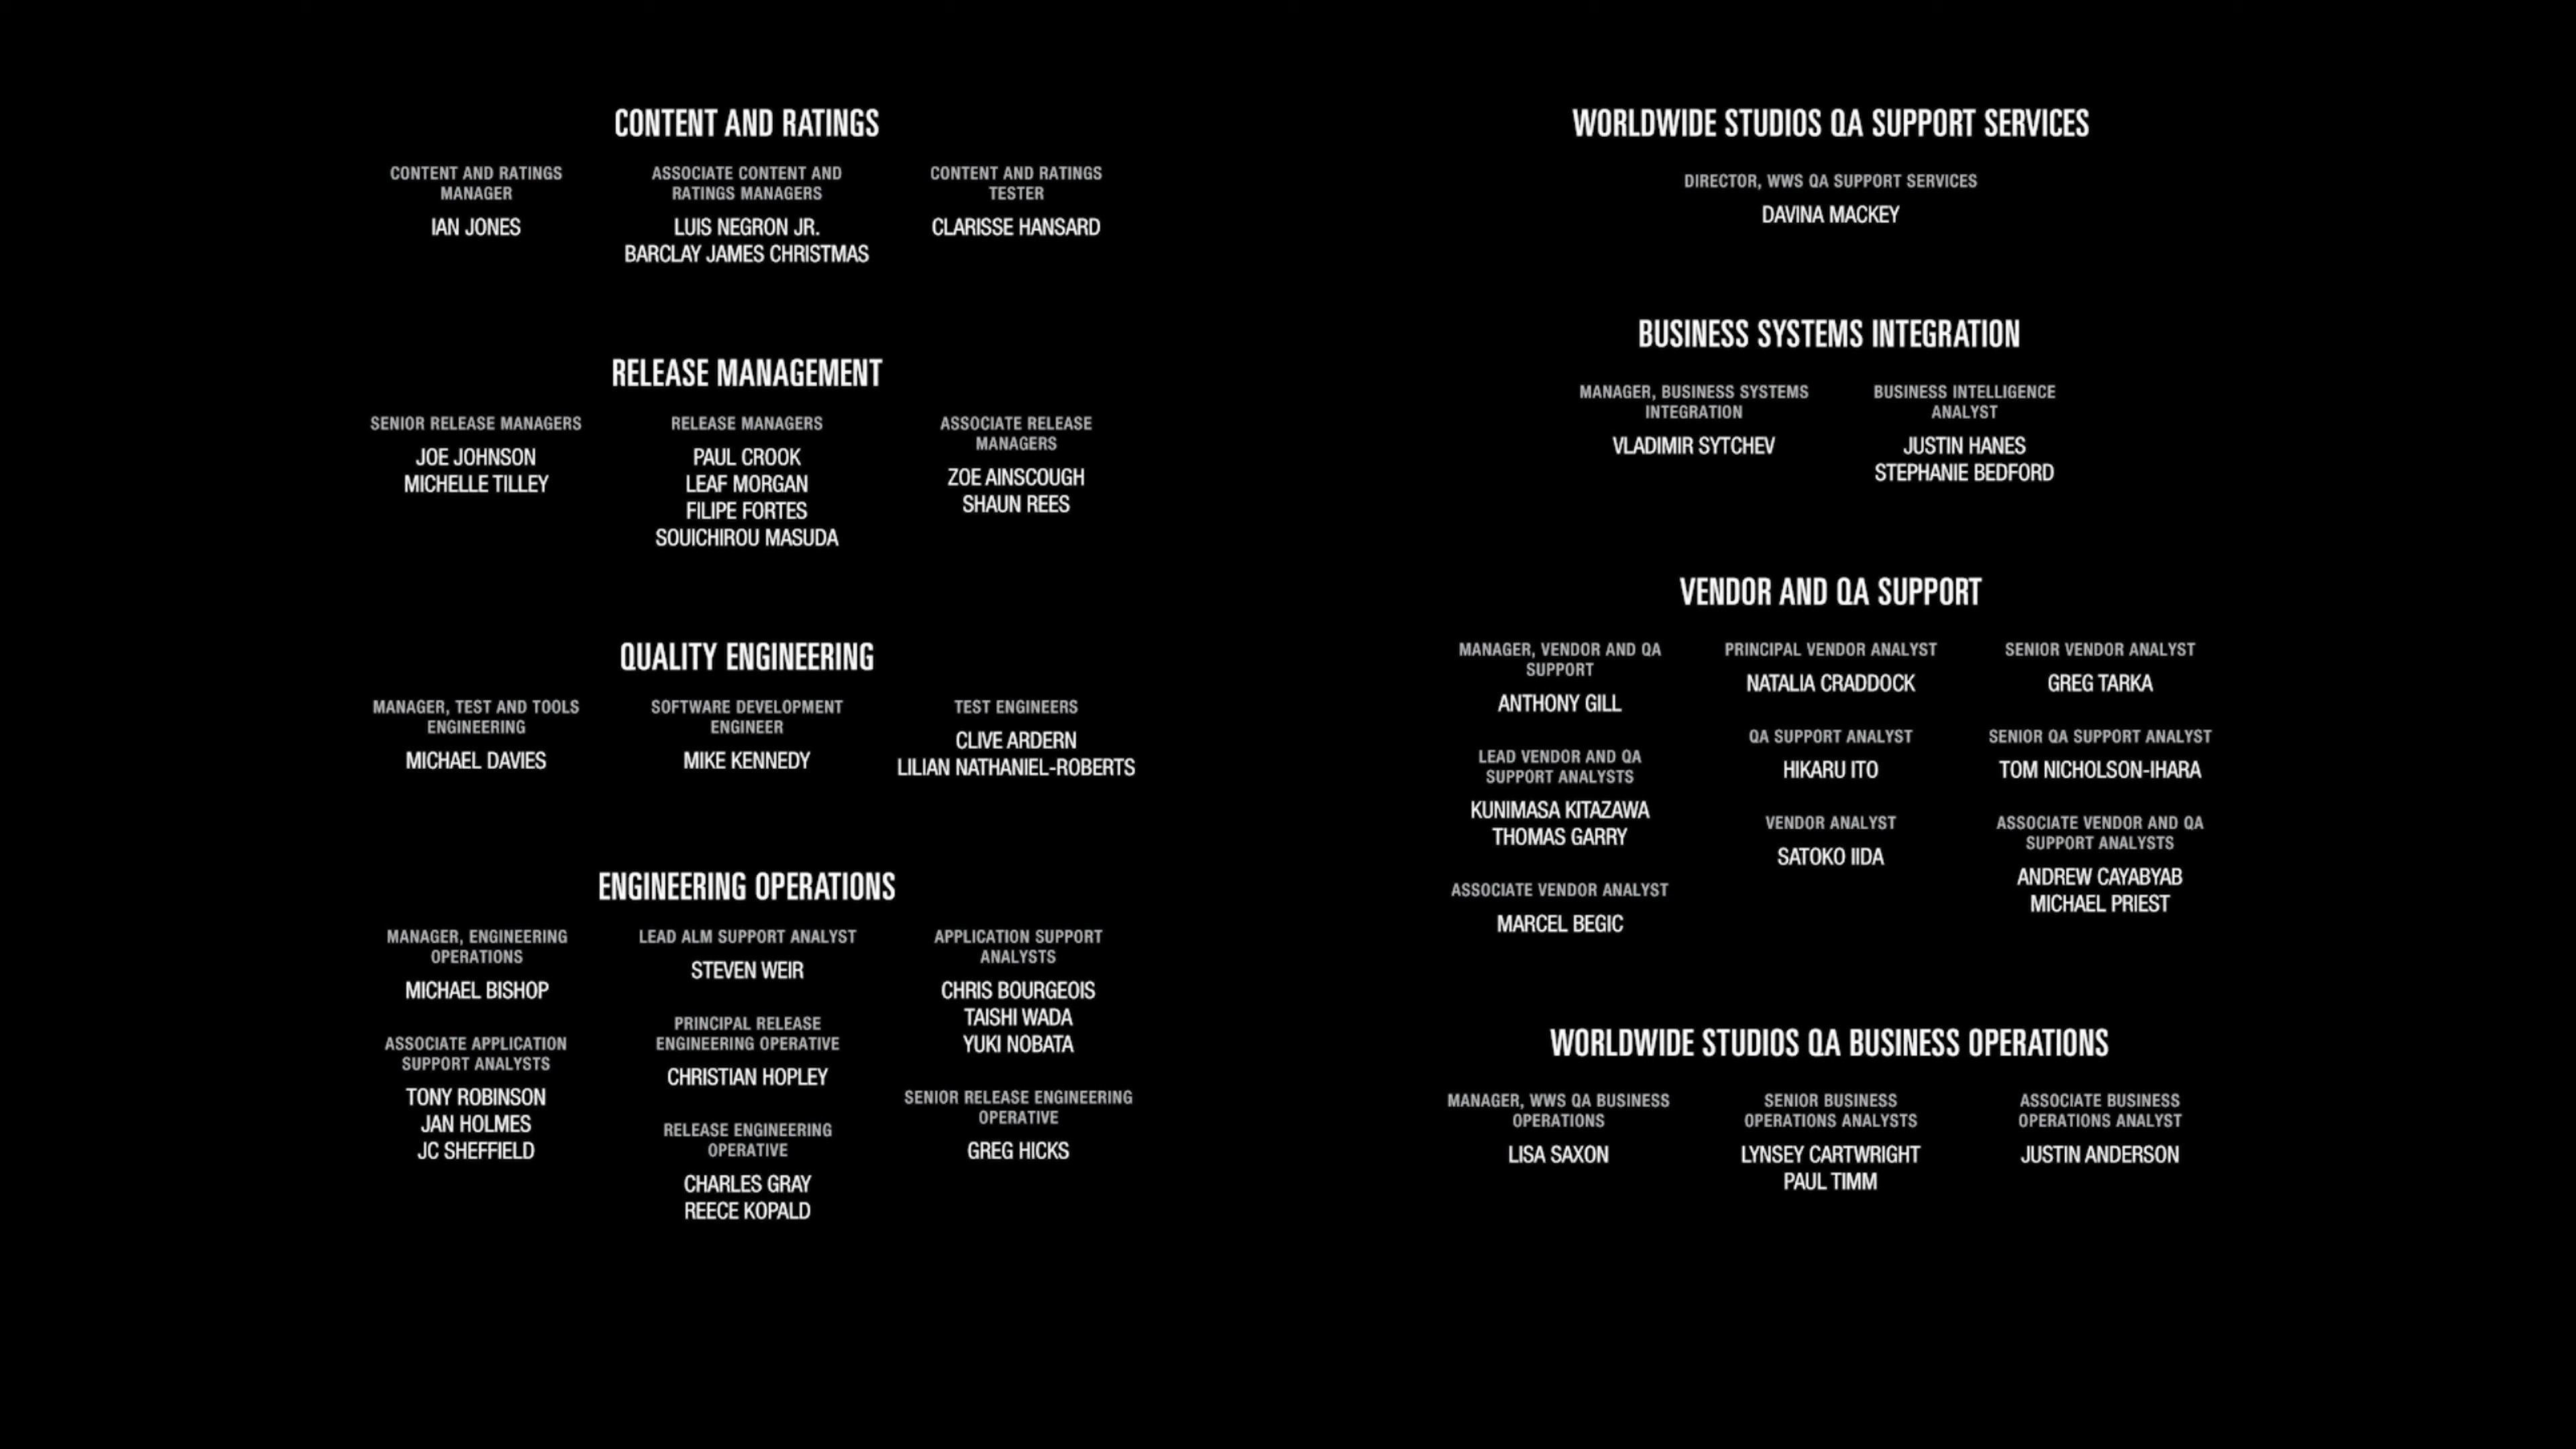 CONTENT AND RATINGS
CONTENT AND RATINGS
MANAGER
IAN JONES
ASSOCIATE CONTENT AND
RATINGS MANAGERS
LUIS NEGRON JR.
BARCLAY JAMES CHRISTMAS
CONTENT AND RATINGS
TESTER
CLARISSE HANSARD
RELEASE MANAGEMENT
SENIOR RELEASE MANAGERS
JOE JOHNSON
MICHELLE TILLEY
RELEASE MANAGERS
PAUL CROOK
LEAF MORGAN
FILIPE FORTES
SOUICHIROU MASUDA
ASSOCIATE RELEASE
MANAGERS
ZOE AINSCOUGH
SHAUN REES
QUALITY ENGINEERING
MANAGER, TEST AND TOOLS
ENGINEERING
MICHAEL DAVIES
SOFTWARE DEVELOPMENT
ENGINEER
MIKE KENNEDY
TEST ENGINEERS
CLIVE ARDERN
LILIAN NATHANIEL-ROBERTS
ENGINEERING OPERATIONS
MANAGER, ENGINEERING
OPERATIONS
MICHAEL BISHOP
ASSOCIATE APPLICATION
SUPPORT ANALYSTS
TONY ROBINSON
JAN HOLMES
JC SHEFFIELD
LEAD ALM SUPPORT ANALYST
STEVEN WEIR
PRINCIPAL RELEASE
ENGINEERING OPERATIVE
CHRISTIAN HOPLEY
RELEASE ENGINEERING
OPERATIVE
CHARLES GRAY
REECE KOPALD
APPLICATION SUPPORT
ANALYSTS
CHRIS BOURGEOIS
TAISHI WADA
YUKI NOBATA
SENIOR RELEASE ENGINEERING
OPERATIVE
GREG HICKS
WORLDWIDE STUDIOS QA SUPPORT SERVICES
DIRECTOR, WWS QA SUPPORT SERVICES
DAVINA MACKEY
BUSINESS SYSTEMS INTEGRATION
MANAGER, BUSINESS SYSTEMS
INTEGRATION
VLADIMIR SYTCHEV
BUSINESS INTELLIGENCE
ANALYST
JUSTIN HANES
STEPHANIE BEDFORD
VENDOR AND QA SUPPORT
MANAGER, VENDOR AND QA
SUPPORT
ANTHONY GILL
LEAD VENDOR AND QA
SUPPORT ANALYSTS
KUNIMASA KITAZAWA
THOMAS GARRY
ASSOCIATE VENDOR ANALYST
MARCEL BEGIC
PRINCIPAL VENDOR ANALYST
NATALIA CRADDOCK
QA SUPPORT ANALYST
HIKARU ITO
VENDOR ANALYST
SATOKO IIDA
SENIOR VENDOR ANALYST
GREG TARKA
SENIOR QA SUPPORT ANALYST
TOM NICHOLSON-IHARA
ASSOCIATE VENDOR AND QA
SUPPORT ANALYSTS
ANDREW CAYABYAB
MICHAEL PRIEST
WORLDWIDE STUDIOS QA BUSINESS OPERATIONS
MANAGER, WWS QA BUSINESS
OPERATIONS
LISA SAXON
SENIOR BUSINESS
OPERATIONS ANALYSTS
LYNSEY CARTWRIGHT
PAUL TIMM
ASSOCIATE BUSINESS
OPERATIONS ANALYST
JUSTIN ANDERSON